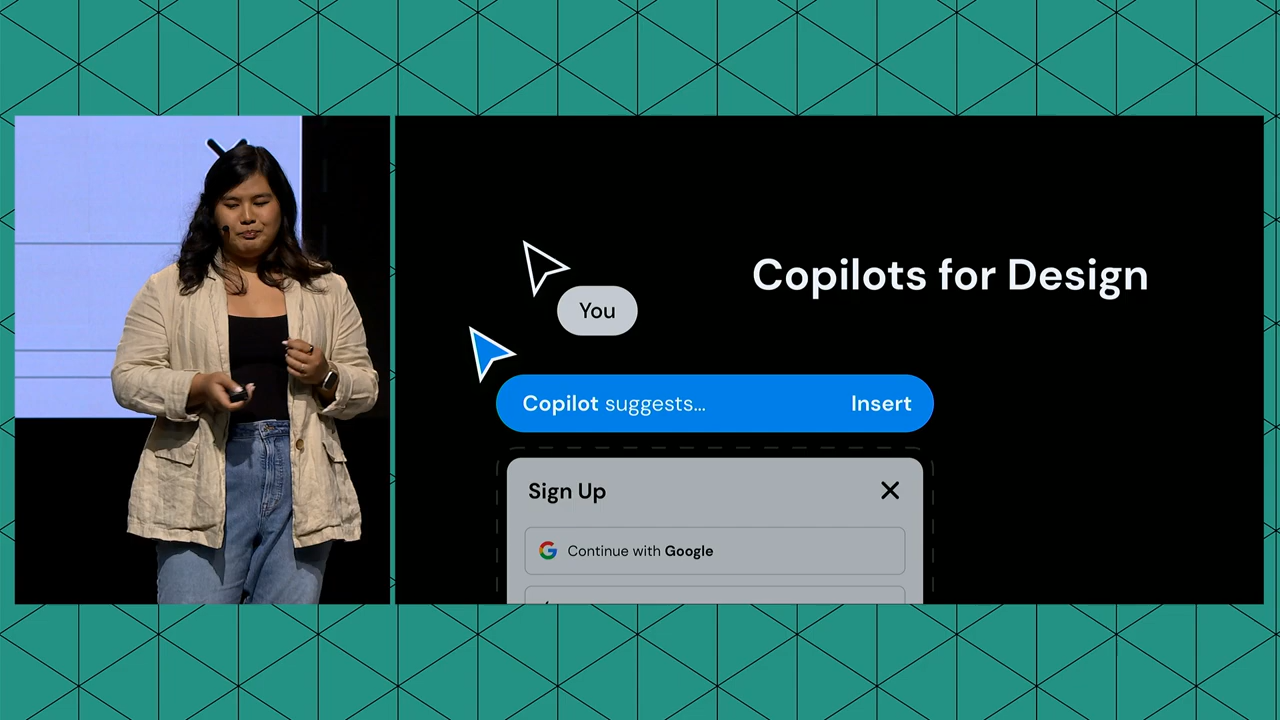 Copilots for Design
You
Copilot suggests... Insert
Sign Up
Continue with Google